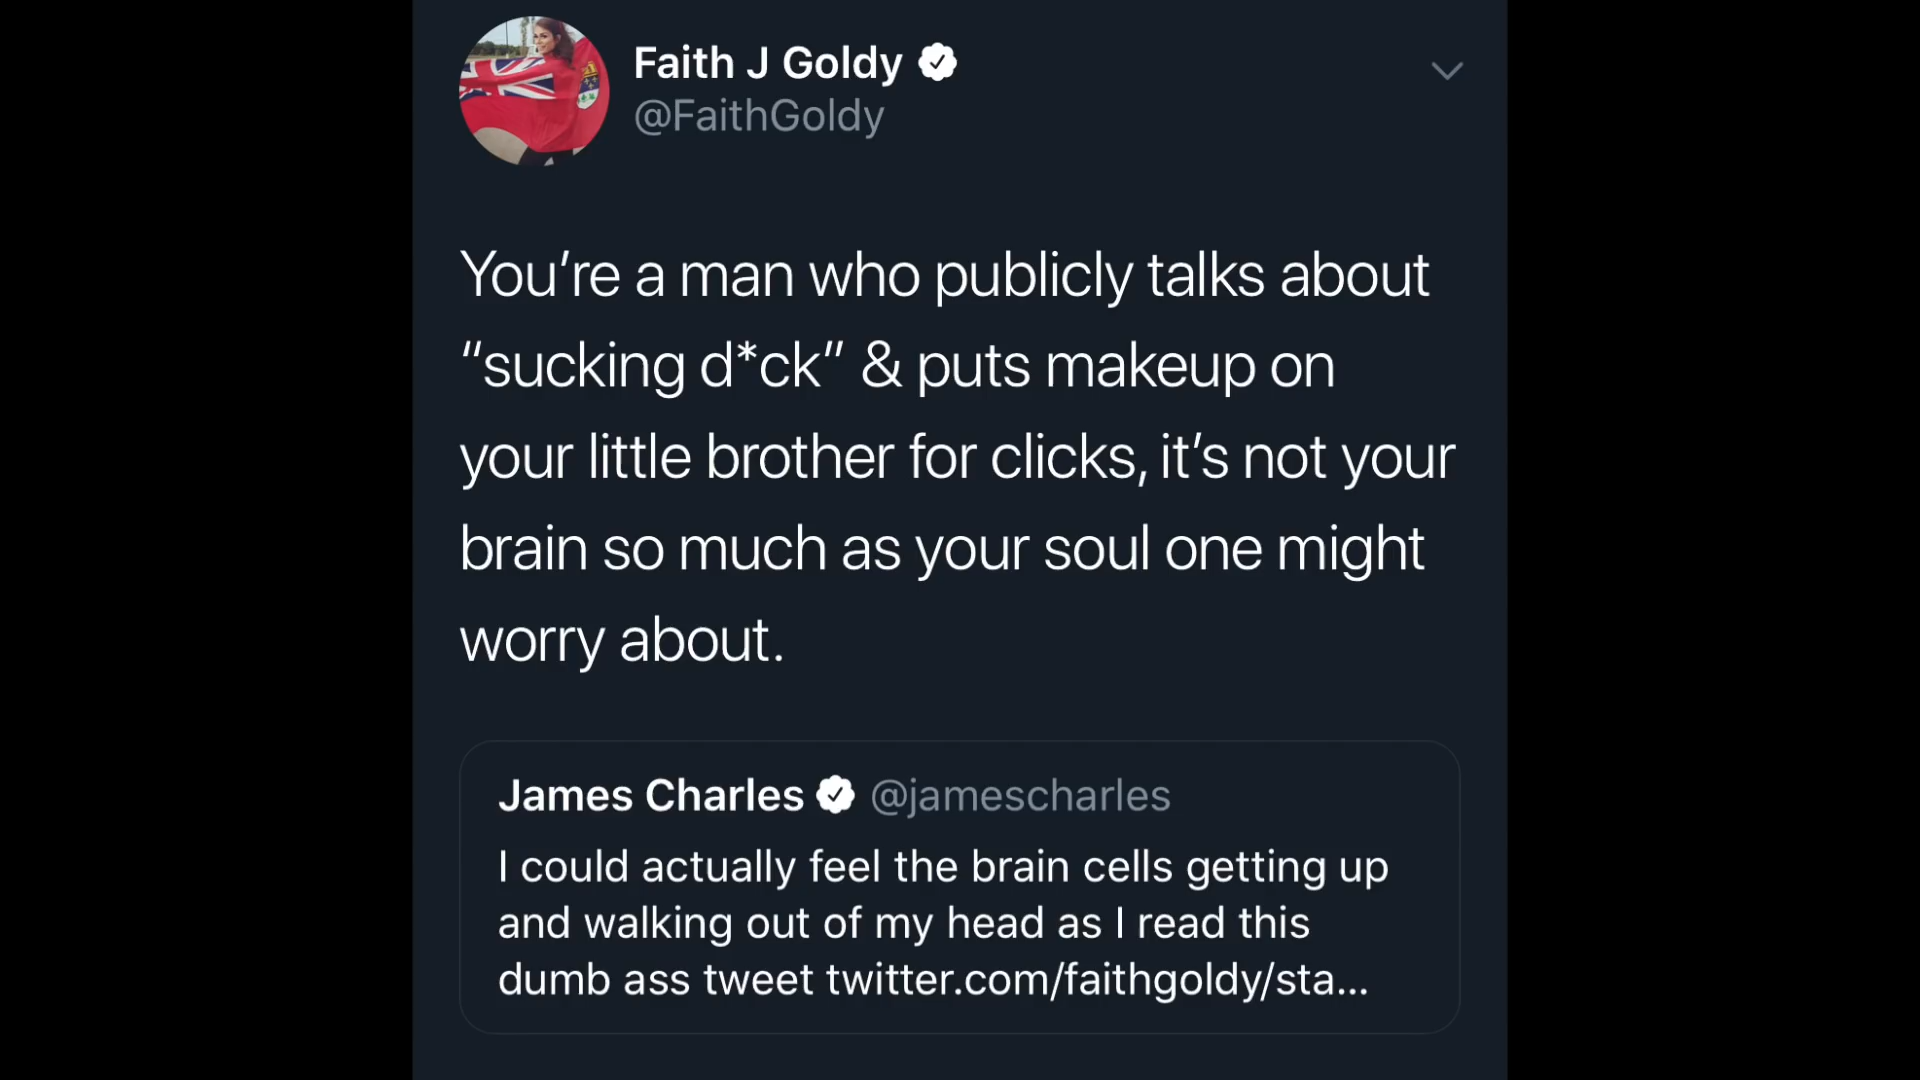 Faith J Goldy
@FaithGoldy
You’re a man who publicly talks about
“sucking d*ck” & puts makeup on
your little brother for clicks, it’s not your
brain so much as your soul one might
worry about.
James Charles @jamescharles
I could actually feel the brain cells getting up
and walking out of my head as I read this
dumb ass tweet twitter.com/faithgoldy/sta...